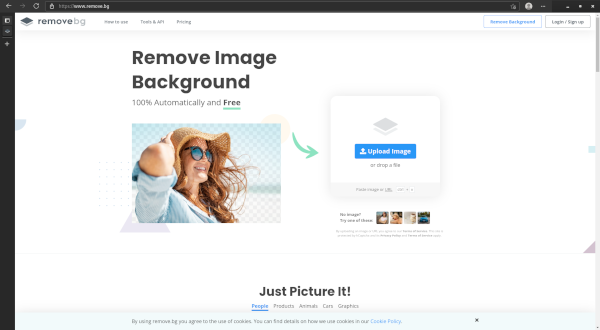 https://www.remove.bg
removebg
How to use
Tools & API
Pricing
Remove Background
Login / Sign up
Remove Image
Background
100% Automatically and Free
Upload Image
or drop a file
Paste image or URL
No image?
Try one of these:
Just Picture It!
People
Products
Animals
Cars
Graphics
By using remove.bg you agree to the use of cookies. You can find details on how we use cookies in our Cookie Policy.